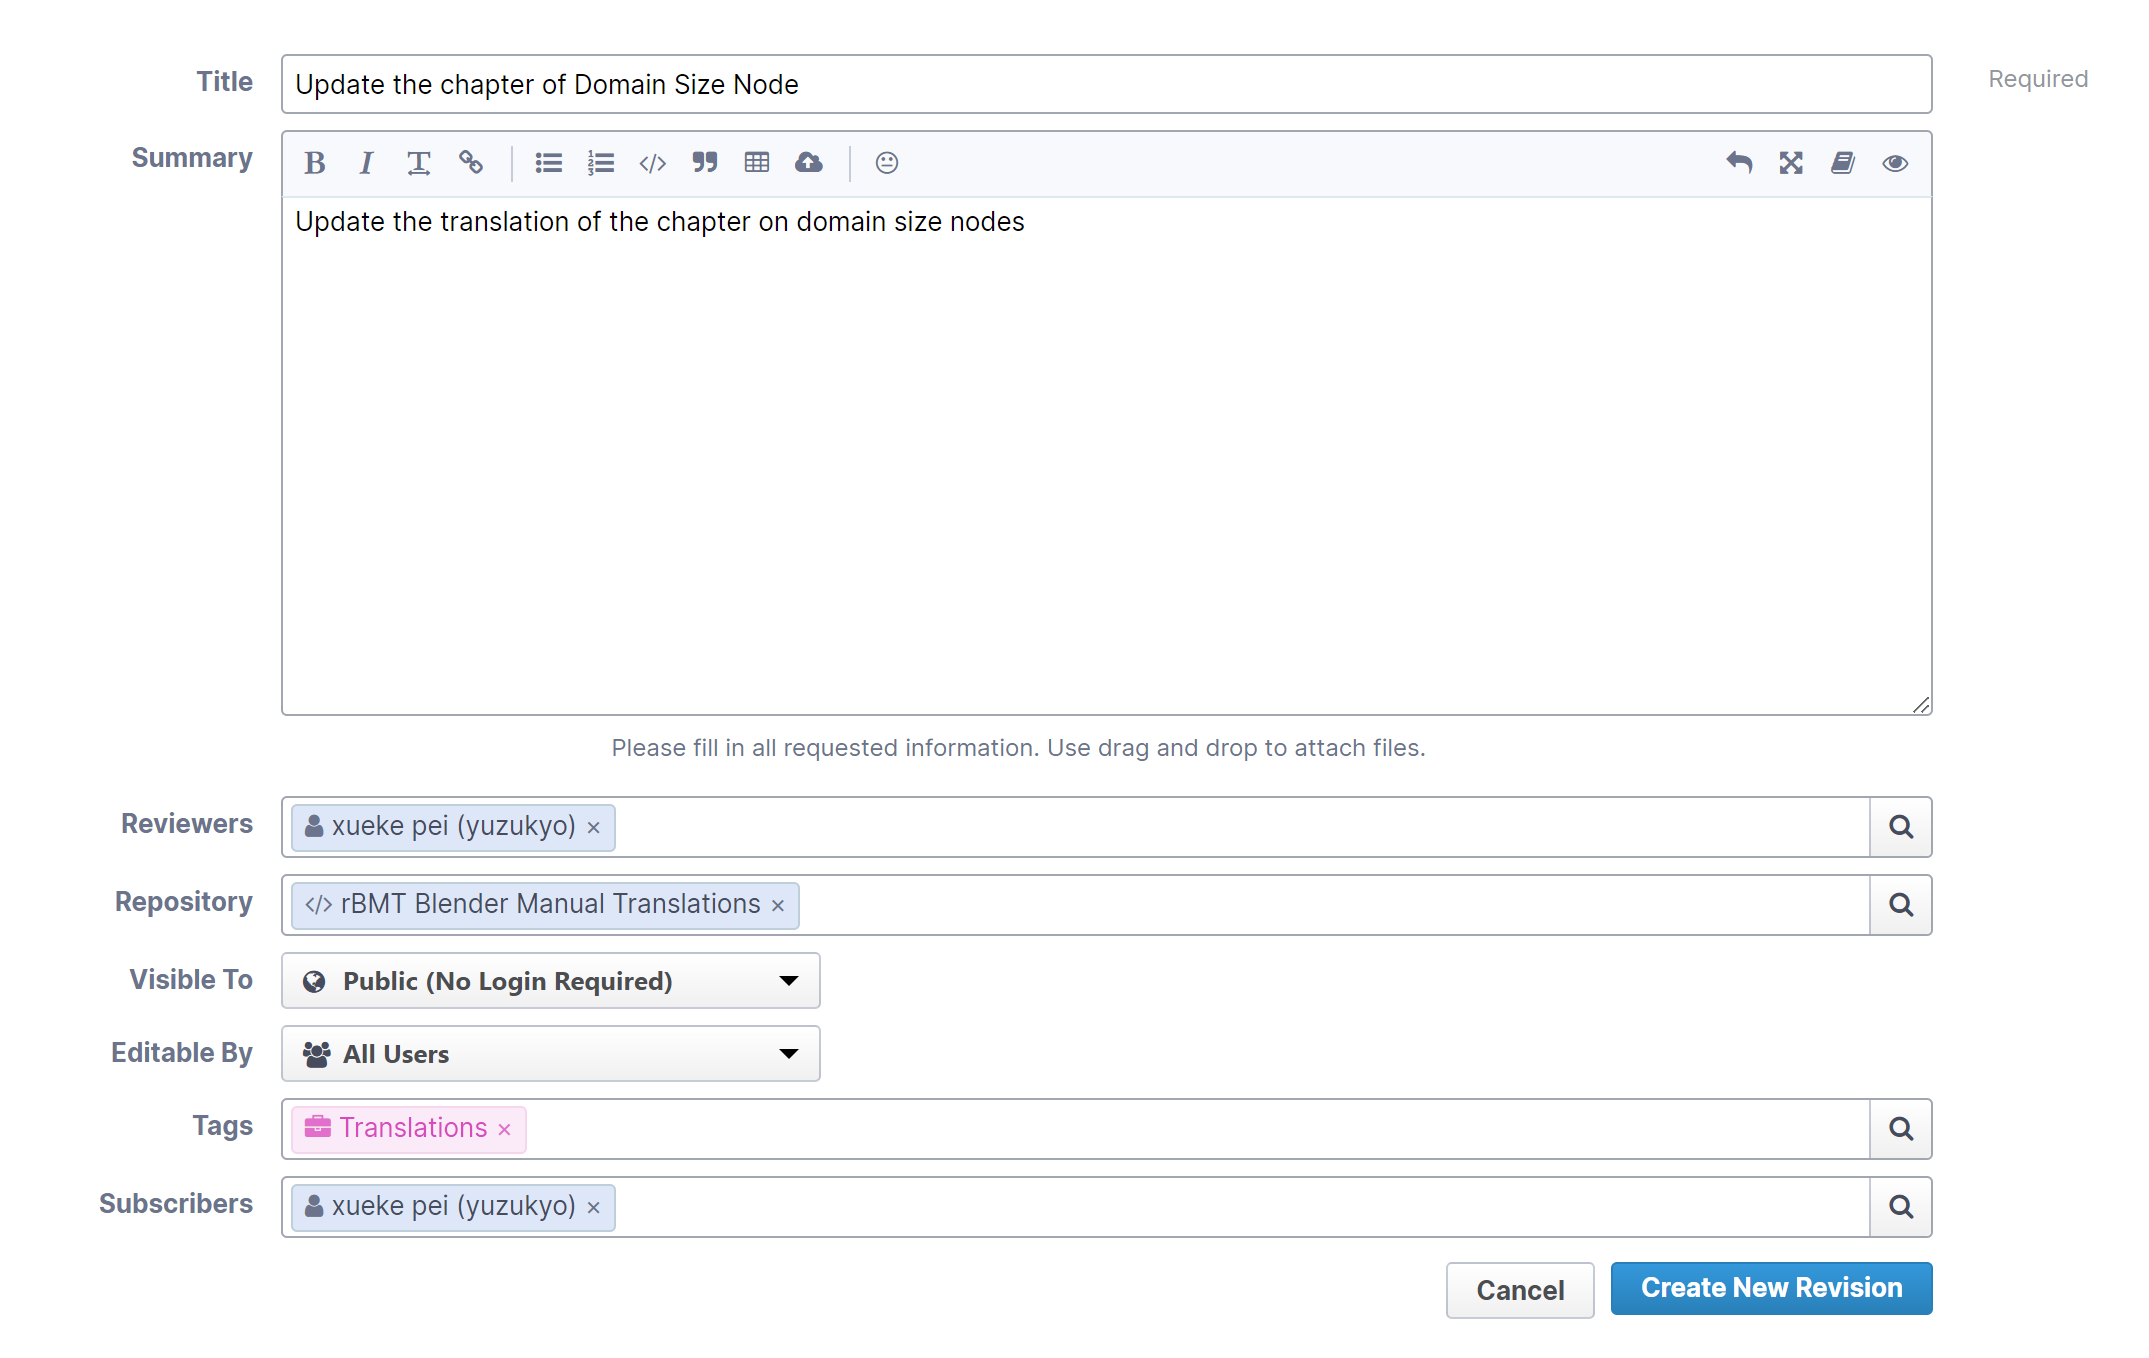 Title
Update the chapter of Domain Size Node
Required
Summary
Update the translation of the chapter on domain size nodes
Please fill in all requested information. Use drag and drop to attach files.
Reviewers
xueke pei (yuzukyo) ×
Repository
</> rBMT Blender Manual Translations ×
Visible To
Public (No Login Required)
Editable By
All Users
Tags
Translations ×
Subscribers
xueke pei (yuzukyo) ×
Cancel
Create New Revision